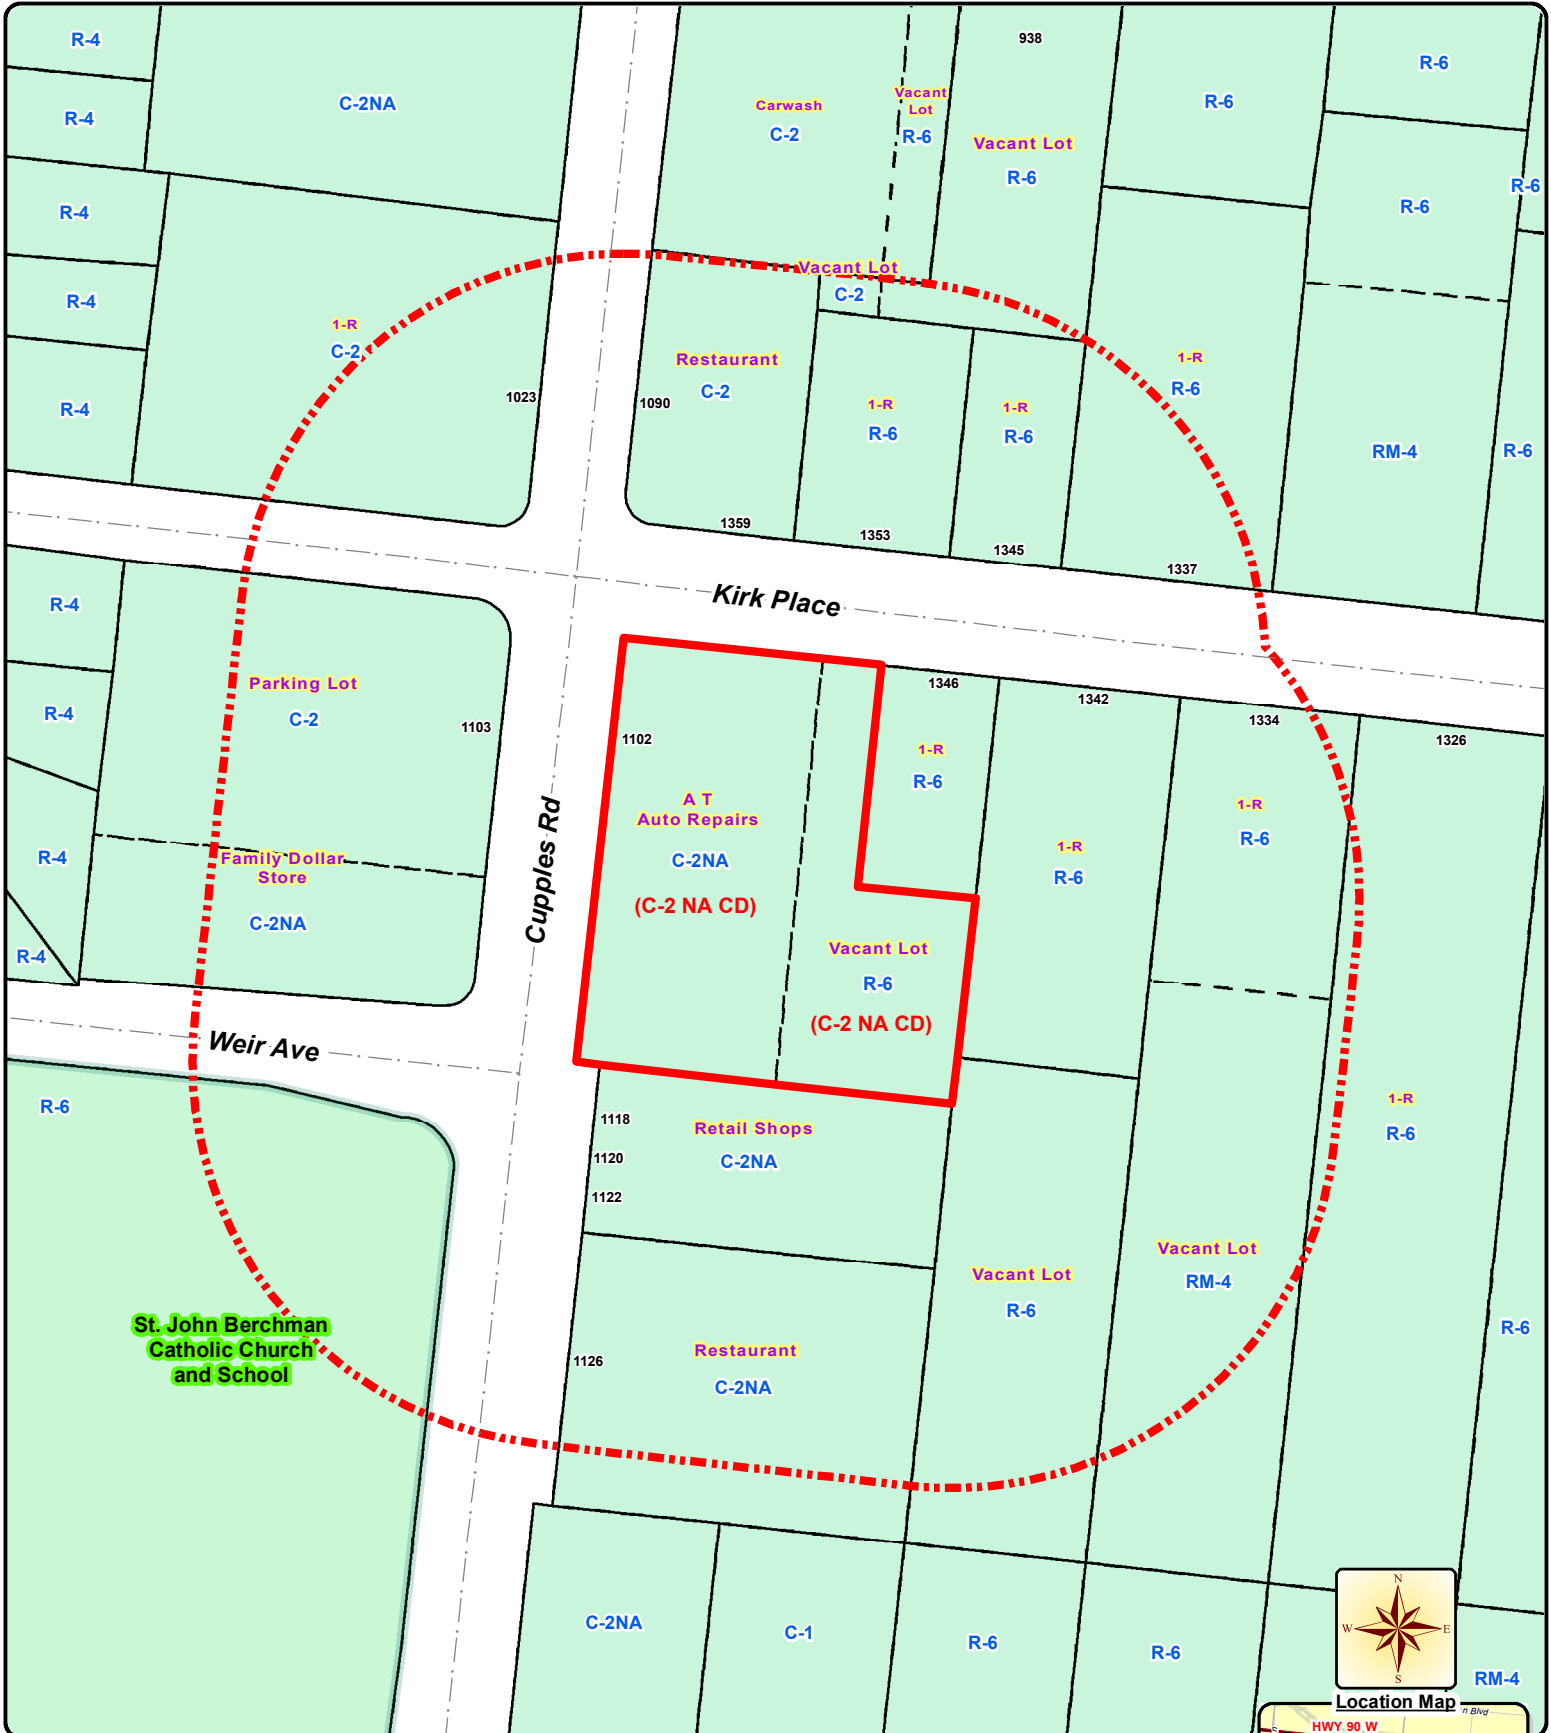 R-4
C-2NA
938
R-6
R-6
Carwash
C-2
Vacant
Lot
R-6
R-4
Vacant Lot
R-6
R-6
R-6
R-4
R-4
1-R
C-2
Vacant Lot
C-2
Restaurant
C-2
1-R
R-6
1-R
R-6
1-R
R-6
R-4
1023
1090
RM-4
R-6
1359
1353
1345
1337
Kirk Place
R-4
Parking Lot
C-2
1103
R-4
1346
1342
1334
1326
1102
1-R
R-6
A T
Auto Repairs
C-2NA
(C-2 NA CD)
1-R
R-6
1-R
R-6
Cupples Rd
R-4
Family Dollar
Store
C-2NA
R-4
Vacant Lot
R-6
(C-2 NA CD)
Weir Ave
R-6
1118
1120
1122
Retail Shops
C-2NA
1-R
R-6
Vacant Lot
R-6
Vacant Lot
RM-4
R-6
St. John Berchman
Catholic Church
and School
1126
Restaurant
C-2NA
C-2NA
C-1
R-6
R-6
RM-4
N
W
E
S
Location Map
HWY 90 W